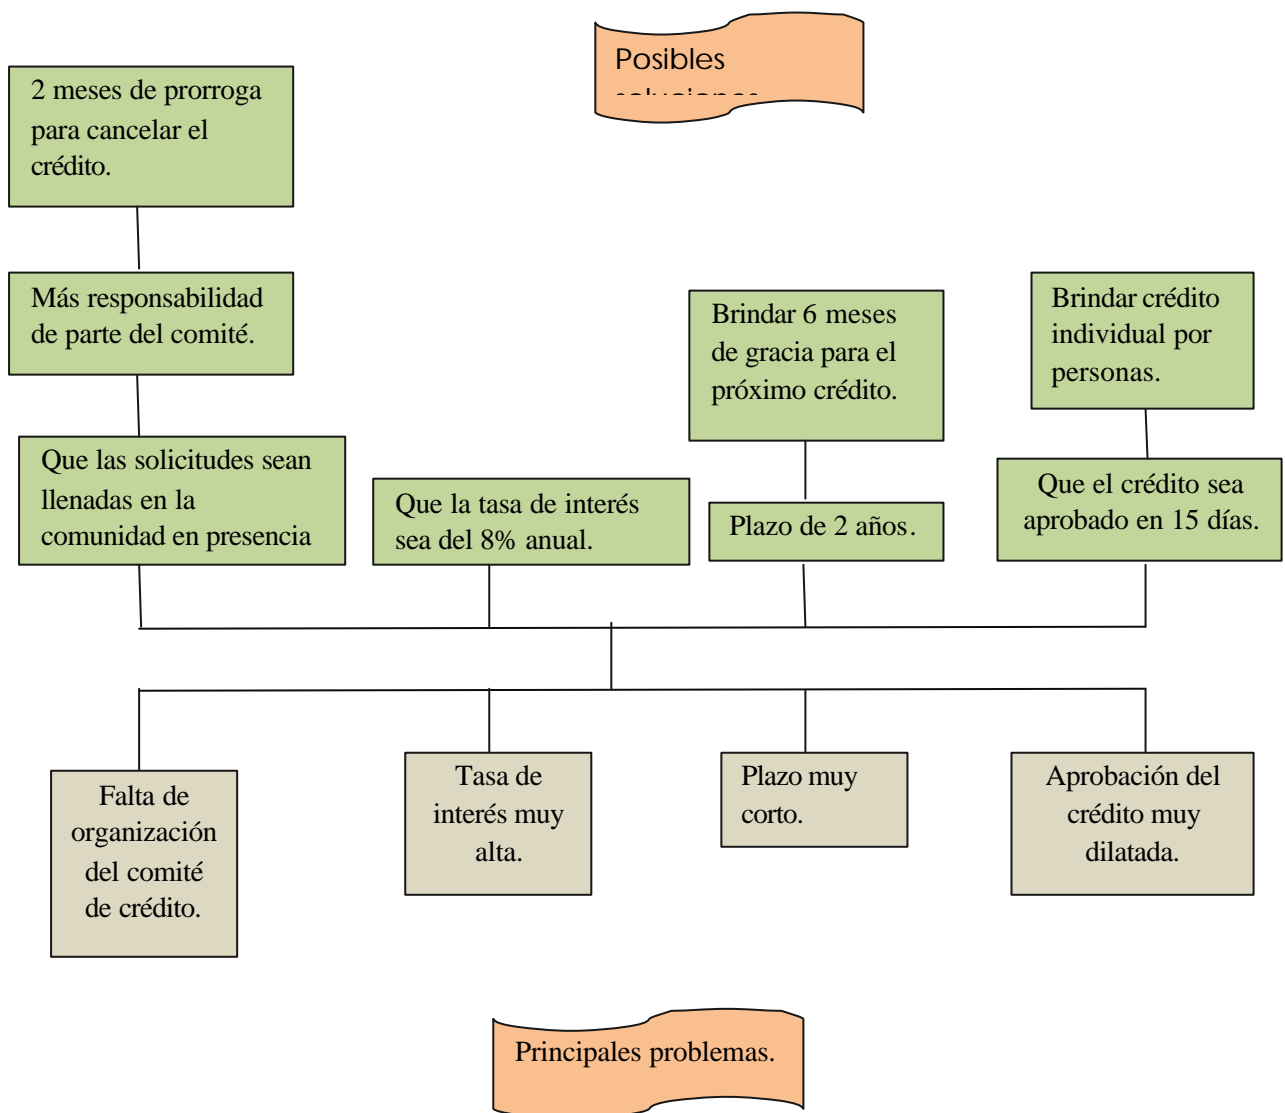 Posibles
2 meses de prorroga
para cancelar el
crédito.
Más responsabilidad
de parte del comité.
Brindar 6 meses
de gracia para el
próximo crédito.
Brindar crédito
individual por
personas.
Que las solicitudes sean
llenadas en la
comunidad en presencia
Que la tasa de interés
sea del 8% anual.
Plazo de 2 años.
Que el crédito sea
aprobado en 15 días.
Falta de
organización
del comité
de crédito.
Tasa de
interés muy
alta.
Plazo muy
corto.
Aprobación del
crédito muy
dilatada.
Principales problemas.